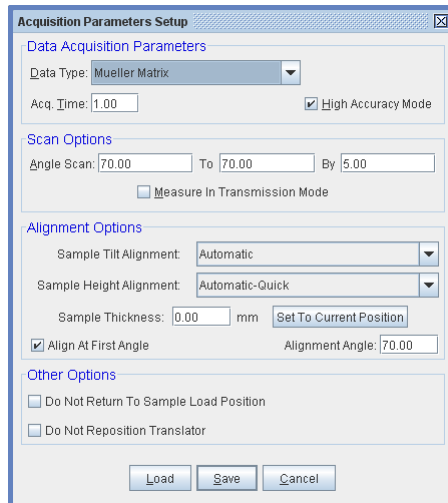 Acquisition Parameters Setup
Data Acquisition Parameters
Data Type: Mueller Matrix
Acq. Time: 1.00 High Accuracy Mode
Scan Options
Angle Scan: 70.00 To 70.00 By 5.00
Measure In Transmission Mode
Alignment Options
Sample Tilt Alignment: Automatic
Sample Height Alignment: Automatic-Quick
Sample Thickness: 0.00 mm Set To Current Position
Align At First Angle Alignment Angle: 70.00
Other Options
Do Not Return To Sample Load Position
Do Not Reposition Translator
Load Save Cancel